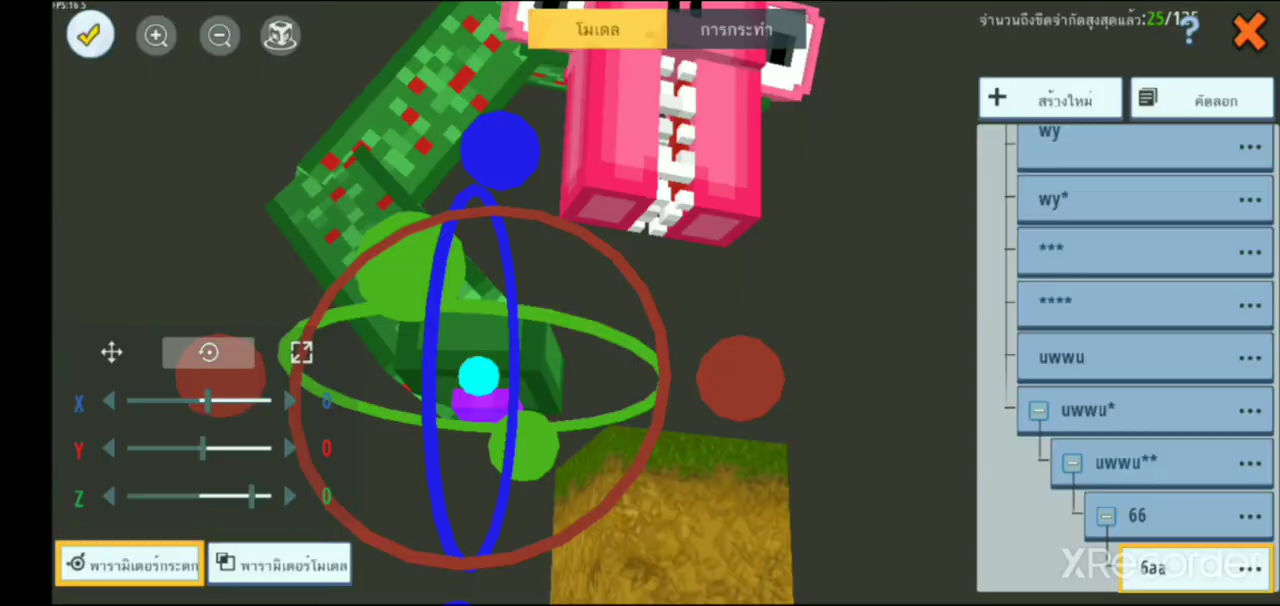 PS:16.5
โมเดล
การกระทำ
จำนวนถึงขีดจำกัดสูงสุดแล้ว:25/135
?
สร้างใหม่
คัดลอก
wy
wy*
***
****
uwwu
uwwu*
uwwu**
66
6aa
X 0
Y 0
Z 0
พารามิเตอร์กระดูก
พารามิเตอร์โมเดล
XRecorder